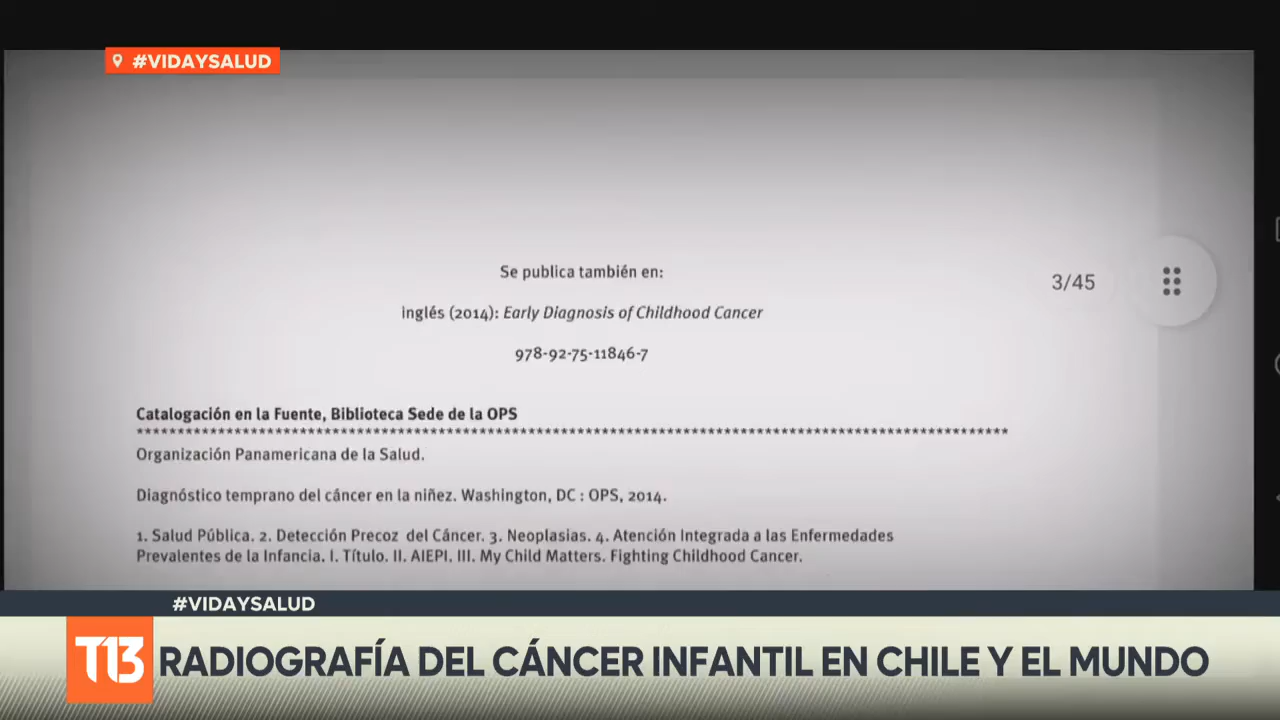 #VIDAYSALUD
Se publica también en:
inglés (2014): Early Diagnosis of Childhood Cancer
3/45
978-92-75-11846-7
Catalogación en la Fuente, Biblioteca Sede de la OPS
************************************************************************************************************
Organización Panamericana de la Salud.
Diagnóstico temprano del cáncer en la niñez. Washington, DC : OPS, 2014.
1. Salud Pública. 2. Detección Precoz del Cáncer. 3. Neoplasias. 4. Atención Integrada a las Enfermedades
Prevalentes de la Infancia. I. Título. II. AIEPI. III. My Child Matters. Fighting Childhood Cancer.
#VIDAYSALUD
T13 RADIOGRAFÍA DEL CÁNCER INFANTIL EN CHILE Y EL MUNDO